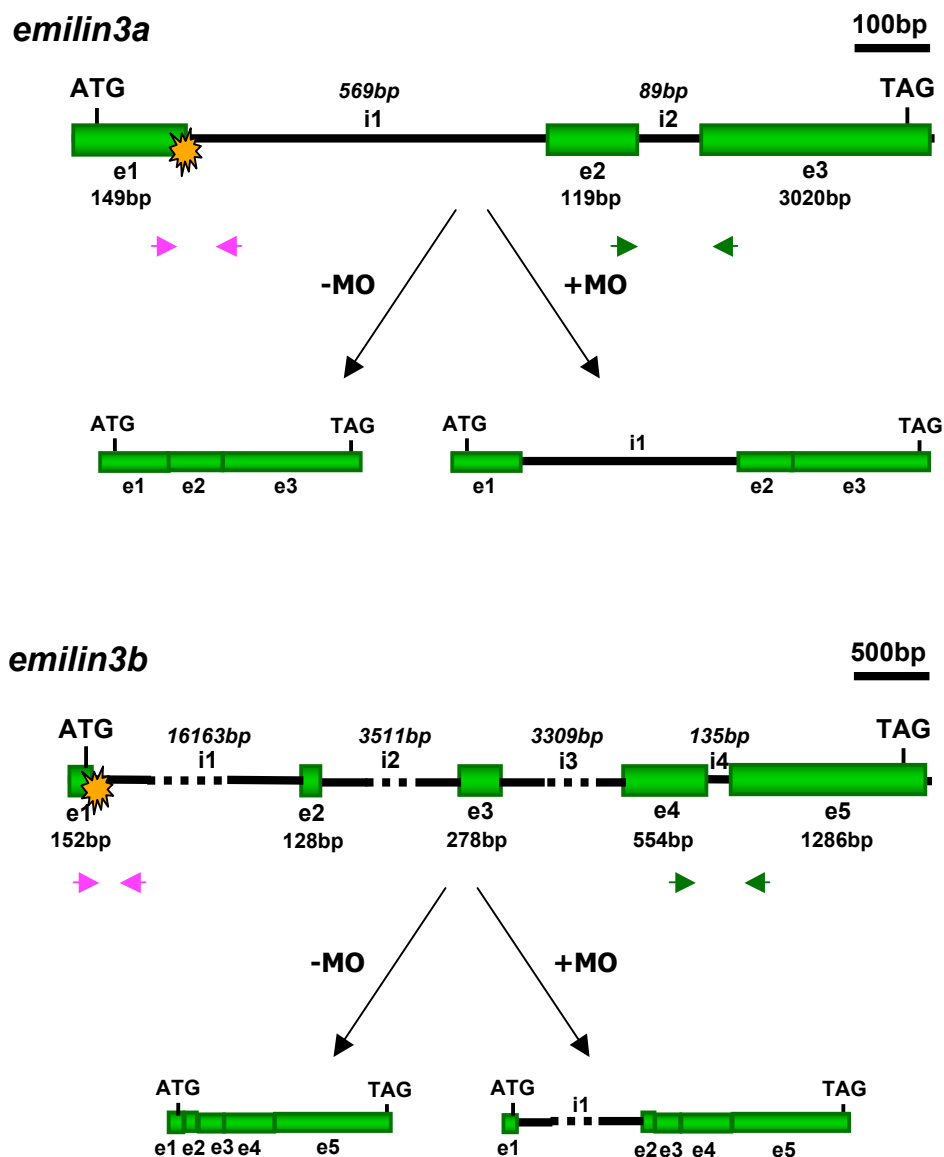 emilin3a
100bp
ATG 569bp 89bp TAG
i1 i2
e1 e2 e3
149bp 119bp 3020bp
-MO +MO
ATG TAG ATG i1 TAG
e1 e2 e3 e1 e2 e3
emilin3b
500bp
ATG 16163bp 3511bp 3309bp 135bp TAG
i1 i2 i3 i4
e1 e2 e3 e4 e5
152bp 128bp 278bp 554bp 1286bp
-MO +MO
ATG TAG ATG i1 TAG
e1 e2 e3 e4 e5 e1 e2 e3 e4 e5